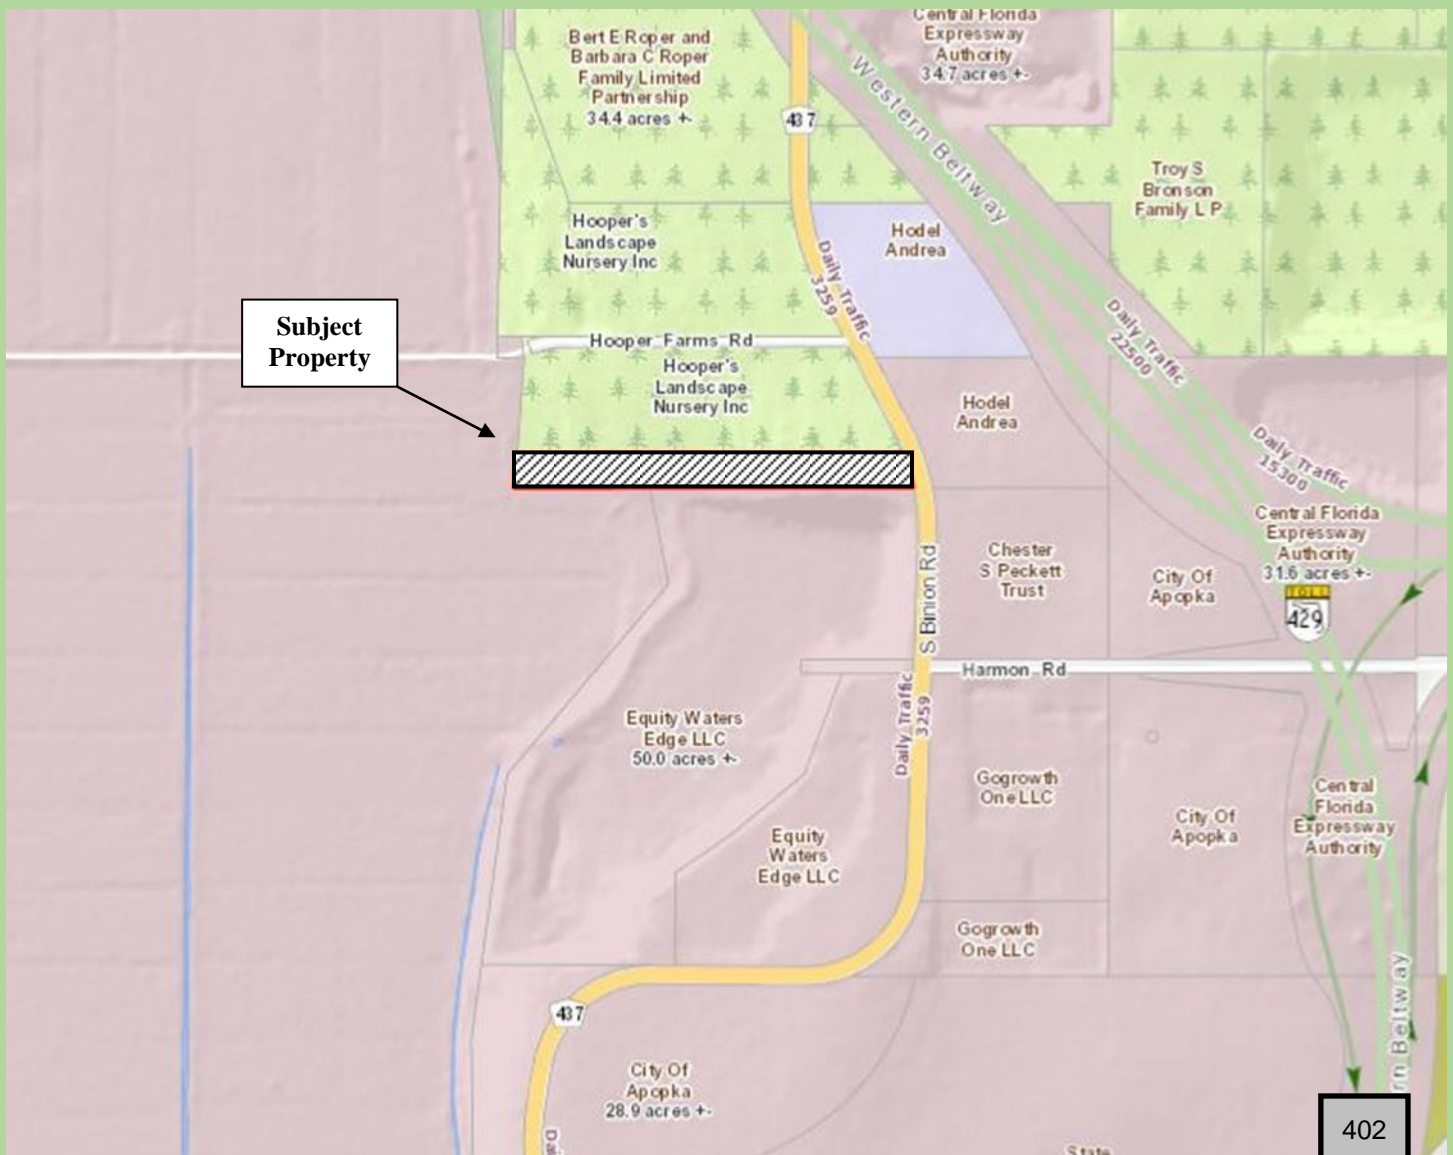 Bert E Roper and
Barbara C Roper
Family Limited
Partnership
34.4 acres +-
437
Central Florida
Expressway
Authority
34.7 acres +-
Western Beltway
Troy S
Bronson
Family L P
Hooper's
Landscape
Nursery Inc
Hodel
Andrea
Daily Traffic
3259
Subject
Property
Hooper Farms Rd
Hooper's
Landscape
Nursery Inc
Daily Traffic
22500
Hodel
Andrea
Daily Traffic
15300
Central Florida
Expressway
Authority
31.6 acres +-
TOLL
429
Chester
S Peckett
Trust
City Of
Apopka
S Binion Rd
Harmon Rd
Daily Traffic
3259
Equity Waters
Edge LLC
50.0 acres +-
Gogrowth
One LLC
City Of
Apopka
Central
Florida
Expressway
Authority
Equity
Waters
Edge LLC
Gogrowth
One LLC
437
City Of
Apopka
28.9 acres +-
rn Beltway
402
State